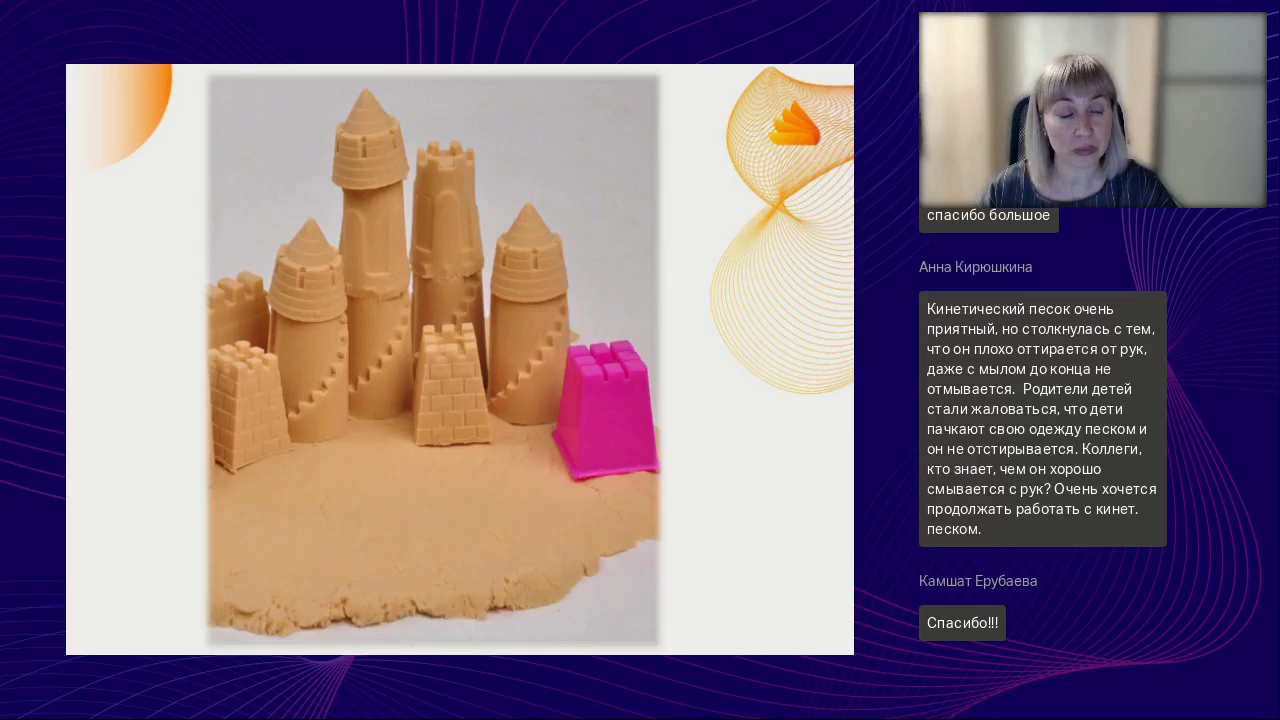 спасибо большое
Анна Кирюшкина
Кинетический песок очень
приятный, но столкнулась с тем,
что он плохо оттирается от рук,
даже с мылом до конца не
отмывается.  Родители детей
стали жаловаться, что дети
пачкают свою одежду песком и
он не отстирывается. Коллеги,
кто знает, чем он хорошо
смывается с рук? Очень хочется
продолжать работать с кинет.
песком.
Камшат Ерубаева
Спасибо!!!